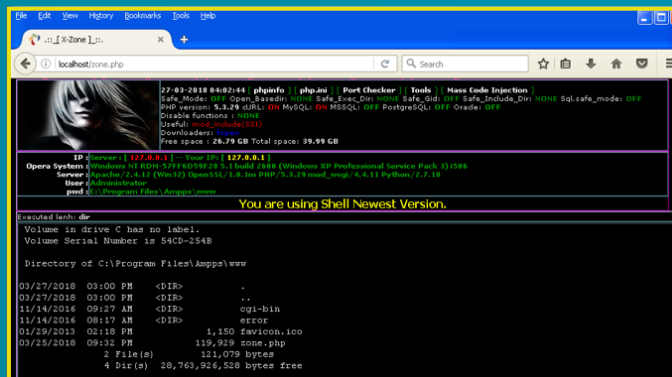 File Edit View History Bookmarks Tools Help
.::_[ X-Zone ]_::. × +
localhost/zone.php Search
27-03-2018 04:02:44 [ phpinfo ] [ php.ini ] [ Port Checker ] [ Tools ] [ Mass Code Injection ]
Safe_Mode: OFF Open_Basedir: NONE Safe_Exec_Dir: NONE Safe_Gid: OFF Safe_Include_Dir: NONE Sql.safe_mode: OFF
PHP version: 5.3.29 cURL: ON MySQL: ON MSSQL: OFF PostgreSQL: OFF Oracle: OFF
Disable functions : NONE
Useful: mod_include(SSI)
Downloaders:
Free space : 26.79 GB Total space: 39.99 GB
IP : Server : [ 127.0.0.1 ] -- Your IP: [ 127.0.0.1 ]
Opera System : Windows NT RDM-57FF6D59F28 5.1 build 2600 (Windows XP Professional Service Pack 3) i586
Server : Apache/2.4.12 (Win32) OpenSSL/1.0.1m PHP/5.3.29 mod_wsgi/4.4.11 Python/2.7.10
User : Administrator
pwd : C:\Program Files\Ampps\www
You are using Shell Newest Version.
Executed lenh: dir
Volume in drive C has no label.
Volume Serial Number is 54CD-254B
Directory of C:\Program Files\Ampps\www
03/27/2018 03:00 PM <DIR> .
03/27/2018 03:00 PM <DIR> ..
11/14/2016 09:27 AM <DIR> cgi-bin
11/14/2016 08:17 AM <DIR> error
01/29/2013 02:18 PM 1,150 favicon.ico
03/25/2018 09:32 PM 119,929 zone.php
2 File(s) 121,079 bytes
4 Dir(s) 28,763,926,528 bytes free